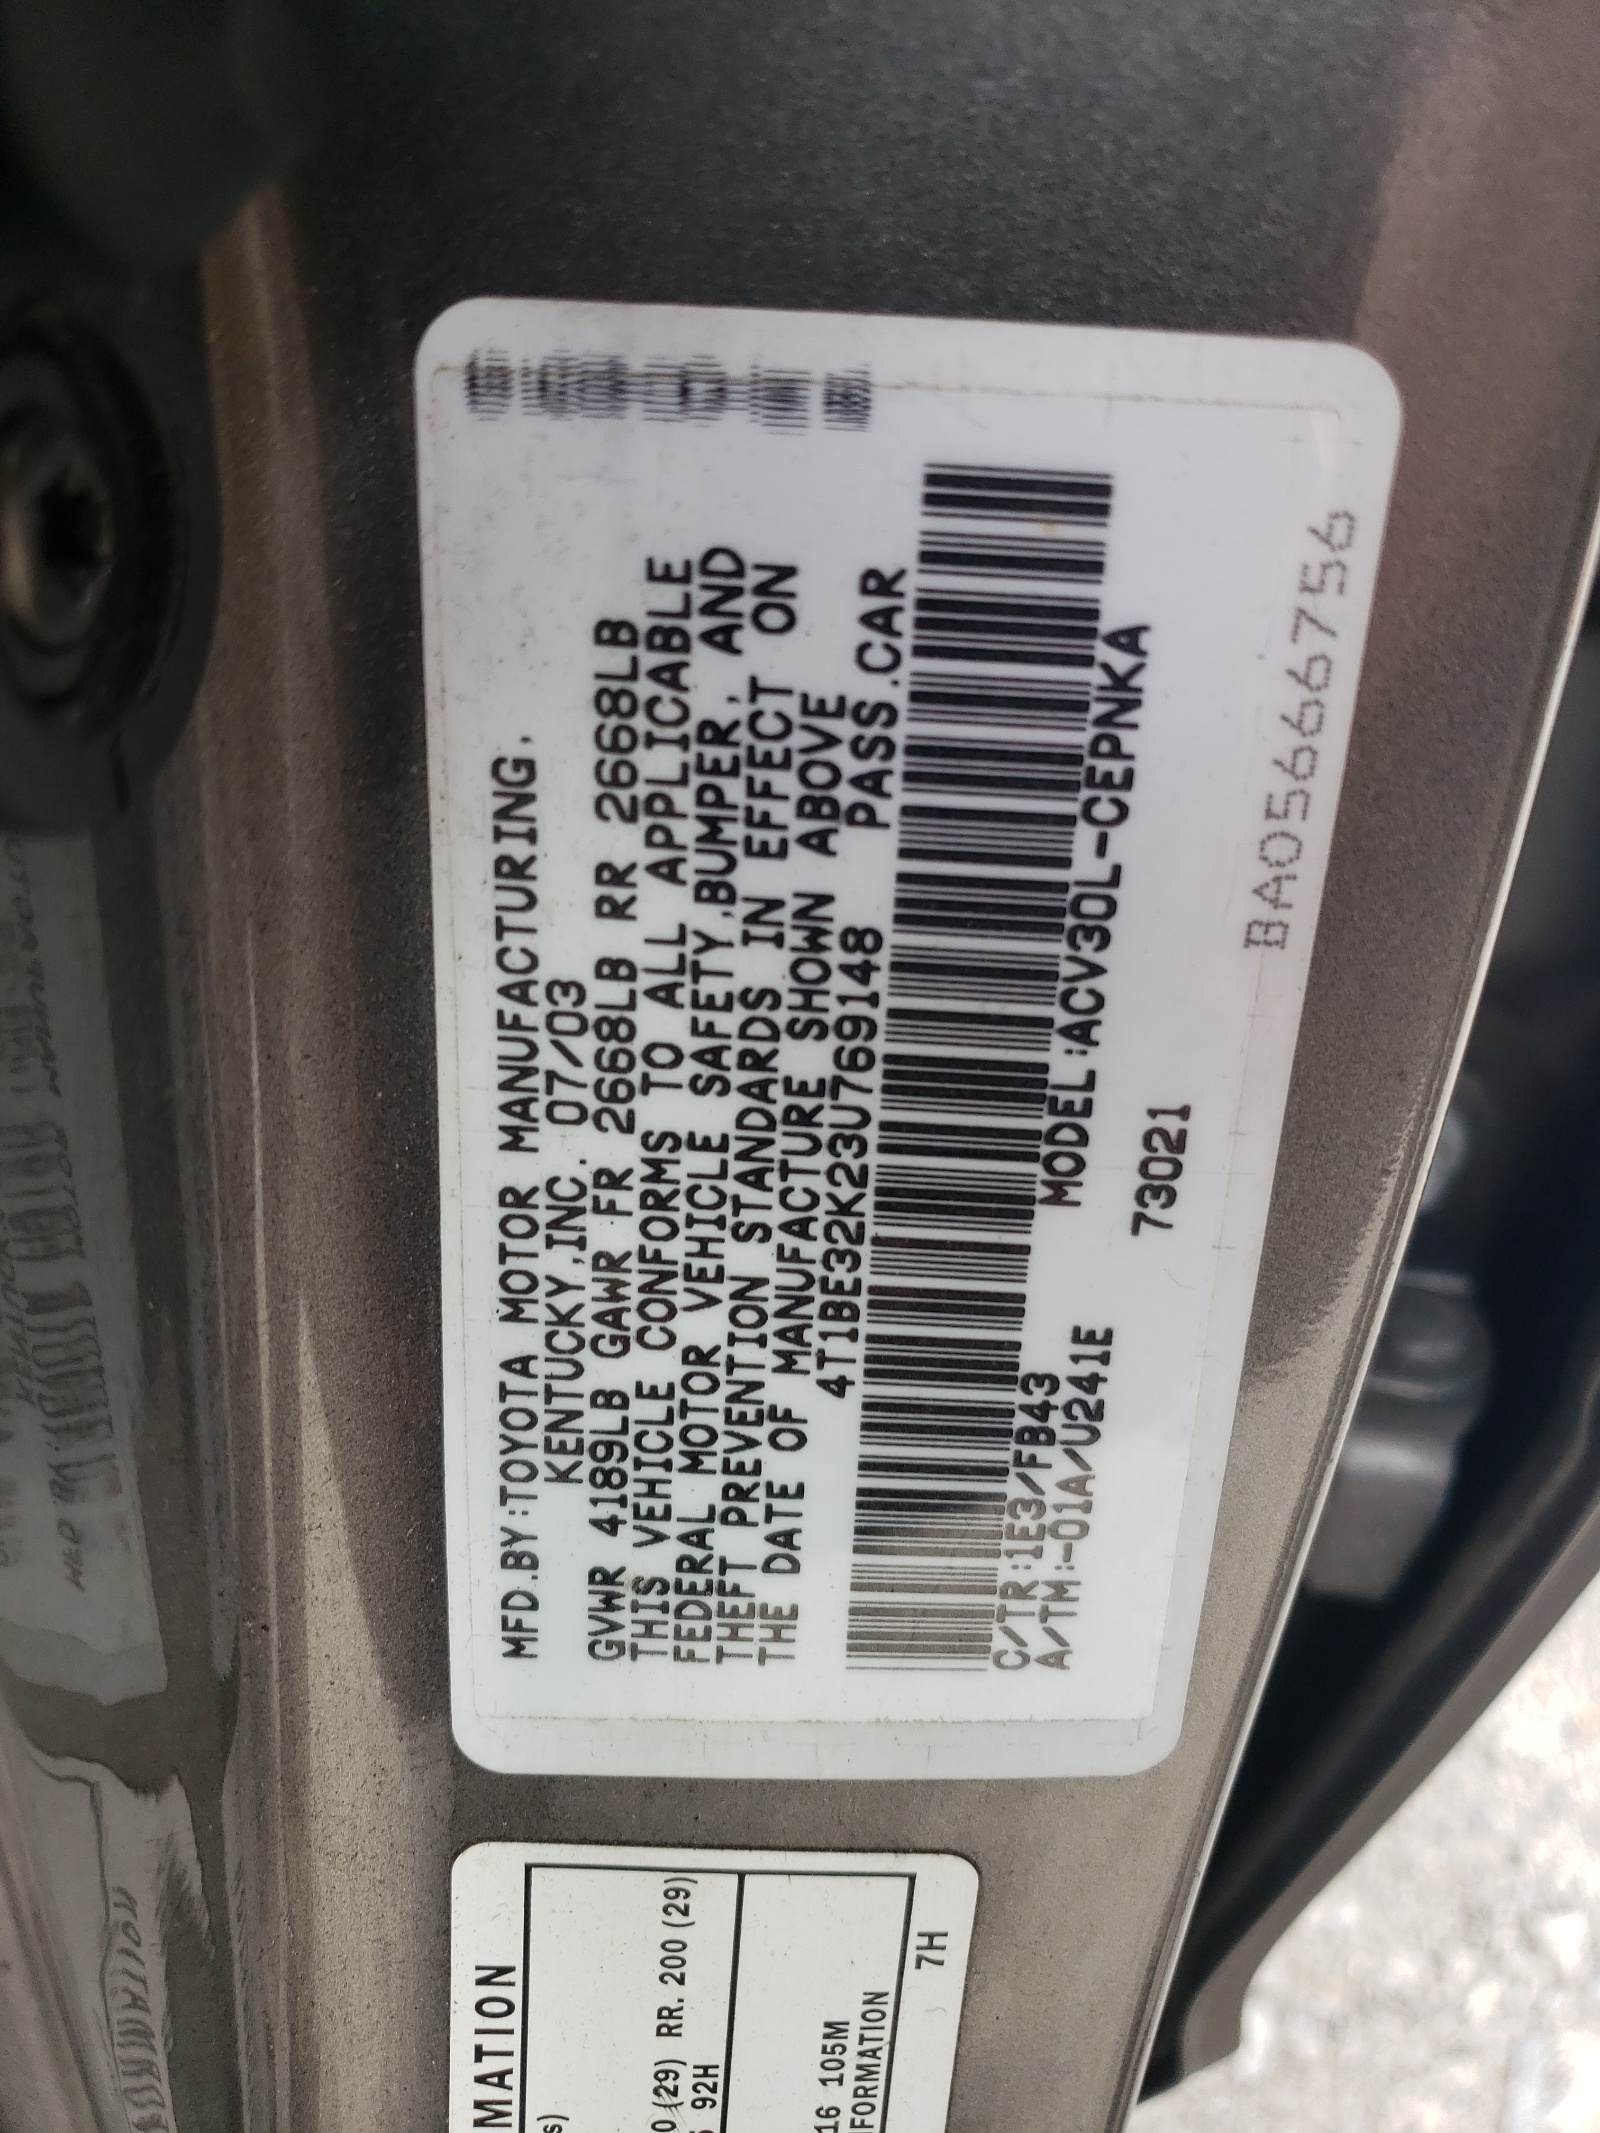 MFD.BY:TOYOTA MOTOR MANUFACTURING,
KENTUCKY,INC. 07/03
GVWR 4189LB GAWR FR 2668LB RR 2668LB
THIS VEHICLE CONFORMS TO ALL APPLICABLE
FEDERAL MOTOR VEHICLE SAFETY,BUMPER, AND
THEFT PREVENTION STANDARDS IN EFFECT ON
THE DATE OF MANUFACTURE SHOWN ABOVE
4T1BE32K23U769148 PASS.CAR
C/TR:1E3/FB43 MODEL:ACV30L-CEPNKA
A/TM:-01A/U241E 73021
BA05666756
MATION
s)
0 (29) RR. 200 (29)
92H
16 105M
FORMATION
7H